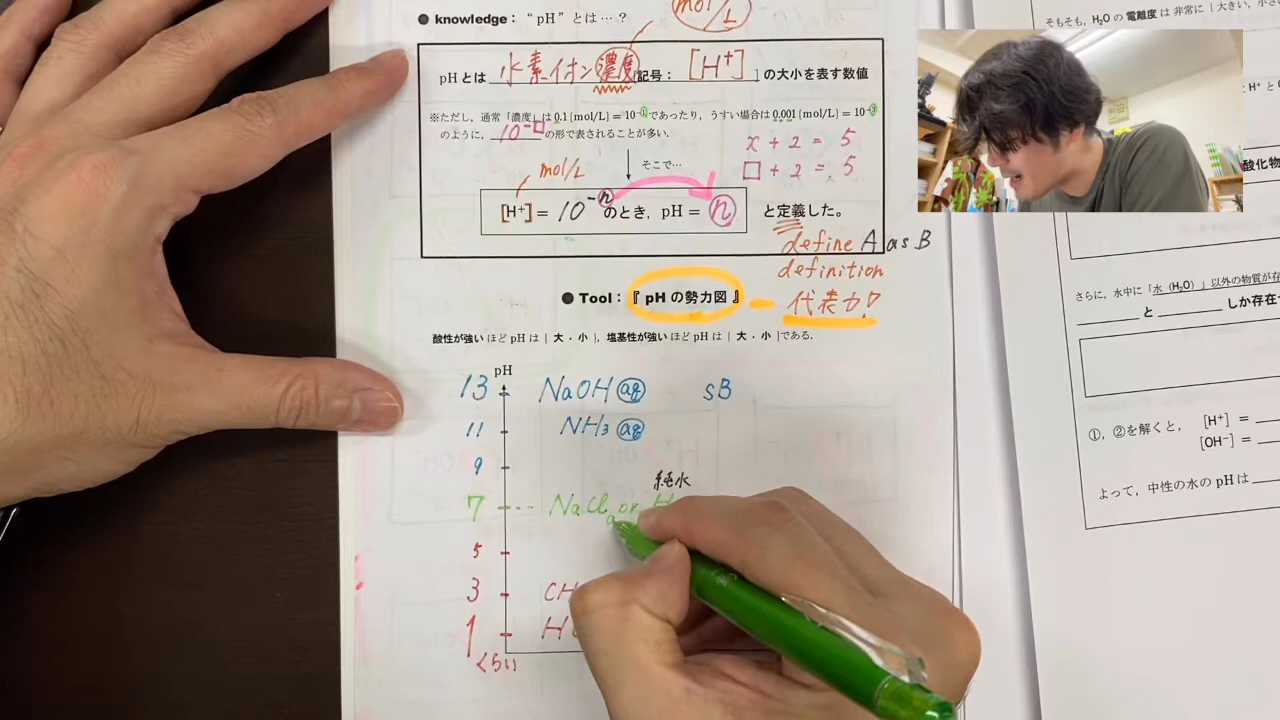 ● knowledge： “pH” とは … ？
mol/L
pH とは 水素イオン濃度 記号： [H⁺] の大小を表す数値
※ただし，通常「濃度」は 0.1 [mol/L] = 10⁻① であったり，うすい場合は 0.001 [mol/L] = 10⁻③
のように， 10⁻□ の形で表されることが多い．
x + 2 = 5
□ + 2 = 5
そこで…
mol/L
[H⁺] = 10⁻ⁿ のとき，pH = n と定義した。
define A as B
definition
● Tool：『 pH の勢力図 』 ー 代表カ!
酸性が強い ほど pH は [ 大 ・ 小 ]，塩基性が強い ほど pH は [ 大 ・ 小 ] である．
pH
13 NaOH aq sB
11 NH₃ aq
9
純水
7 NaCl or H
5
3 CH
1 H
くらい
そもそも，H₂O の 電離度 は 非常に [ 大きい，
H⁺ と
酸化物
さらに，水中に「水（H₂O）」以外の物質が存
と しか存在
①，②を解くと， [H⁺] =
[OH⁻] =
よって，中性の水の pH は